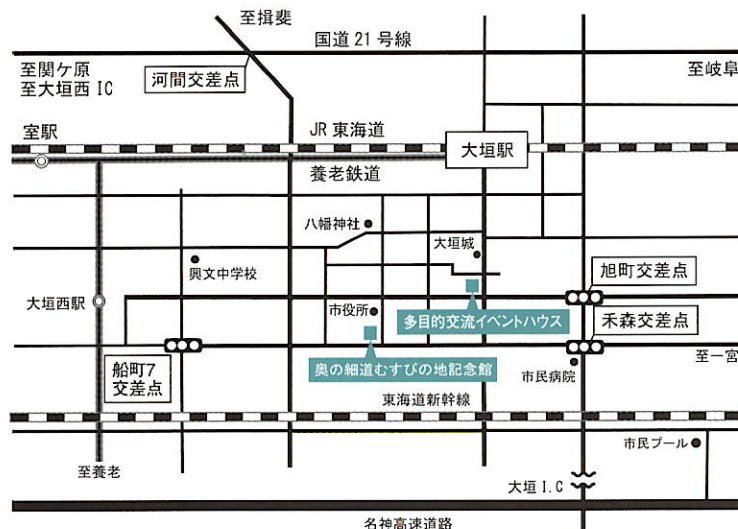 至揖斐
国道21号線
至関ケ原
至大垣西IC
河間交差点
至岐阜
室駅
JR東海道
大垣駅
養老鉄道
八幡神社
大垣城
興文中学校
旭町交差点
大垣西駅
市役所
多目的交流イベントハウス
禾森交差点
船町7
交差点
奥の細道むすびの地記念館
至一宮
市民病院
東海道新幹線
市民プール
至養老
大垣I.C
名神高速道路